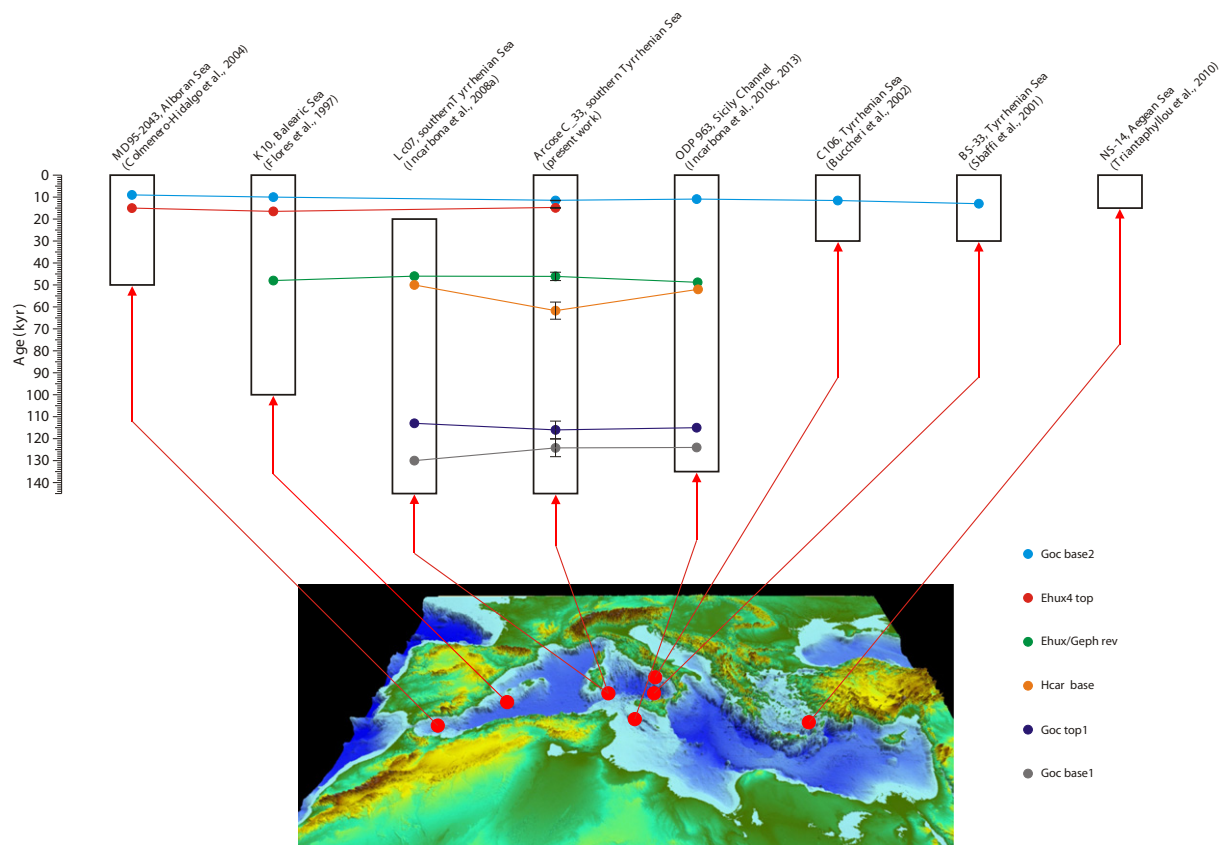 MD95-2043, Alboran Sea
(Colmenero-Hidalgo et al., 2004)
K10, Balearic Sea
(Flores et al., 1997)
Lc07, southernT yrrhenian Sea
(Incarbona et al., 2008a)
Arcose C_33, southern Tyrrhenian Sea
(present work)
ODP 963, Sicily Channel
(Incarbona et al., 2010c, 2013)
C106, Tyrrhenian Sea
(Buccheri et al., 2002)
BS-33, Tyrrhenian Sea
(Sbaffi et al., 2001)
NS-14, Aegean Sea
(Triantaphyllou et al., 2010)
Age (kyr)
0
10
20
30
40
50
60
70
80
90
100
110
120
130
140
Goc base2
Ehux4 top
Ehux/Geph rev
Hcar base
Goc top1
Goc base1